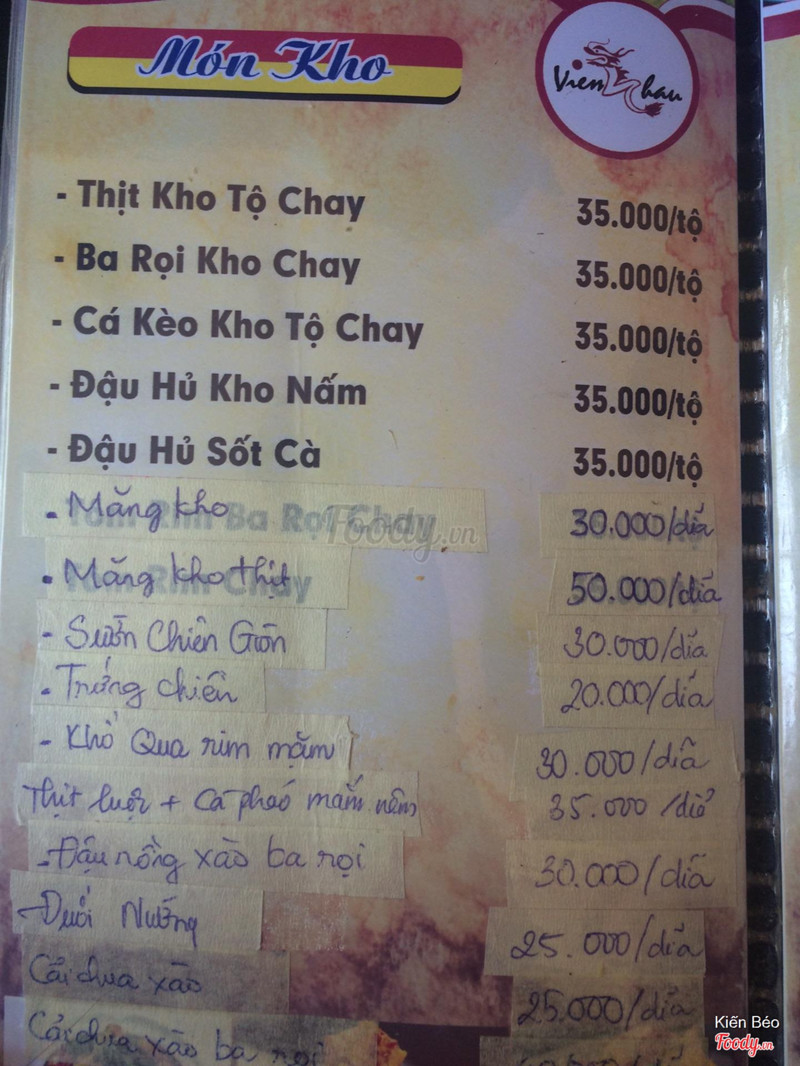 Món Kho
Vien Chau
- Thịt Kho Tộ Chay 35.000/tộ
- Ba Rọi Kho Chay 35.000/tộ
- Cá Kèo Kho Tộ Chay 35.000/tộ
- Đậu Hủ Kho Nấm 35.000/tộ
- Đậu Hủ Sốt Cà 35.000/tộ
- Măng kho 30.000/dĩa
- Măng kho thịt 50.000/dĩa
- Sườn Chiên Giòn 30.000/dĩa
- Trứng chiên 20.000/dĩa
- Khổ Qua rim mặm 30.000/dĩa
Thịt luột + Cà pháo mắm nêm 35.000/dĩa
- Đậu rồng xào ba rọi 30.000/dĩa
- Đuối Nướng 25.000/dĩa
Cải chua xào 25.000/dĩa
Cải chua xào ba rọi
Foody.vn
Kiến Béo
Foody.vn